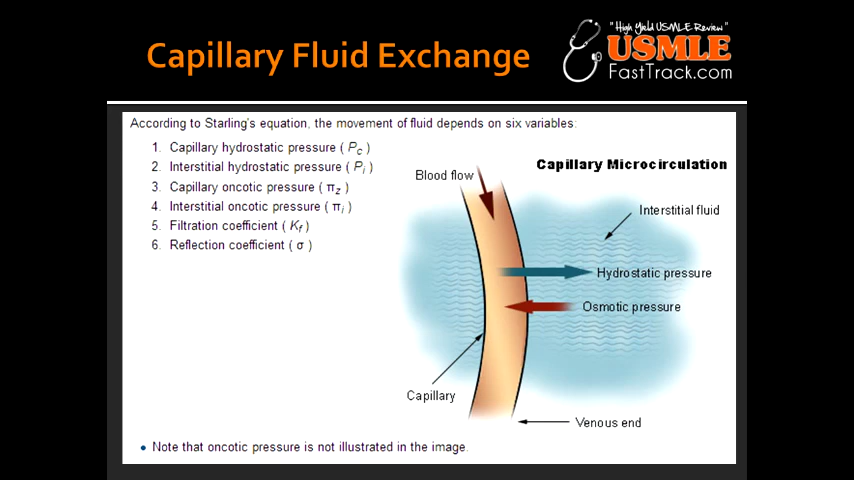 Capillary Fluid Exchange
"High Yield USMLE Review"
USMLE
FastTrack.com
According to Starling's equation, the movement of fluid depends on six variables:
1. Capillary hydrostatic pressure ( Pc )
2. Interstitial hydrostatic pressure ( Pi )
3. Capillary oncotic pressure ( πz )
4. Interstitial oncotic pressure ( πi )
5. Filtration coefficient ( Kf )
6. Reflection coefficient ( σ )
Capillary Microcirculation
Blood flow
Interstitial fluid
Hydrostatic pressure
Osmotic pressure
Capillary
Venous end
• Note that oncotic pressure is not illustrated in the image.